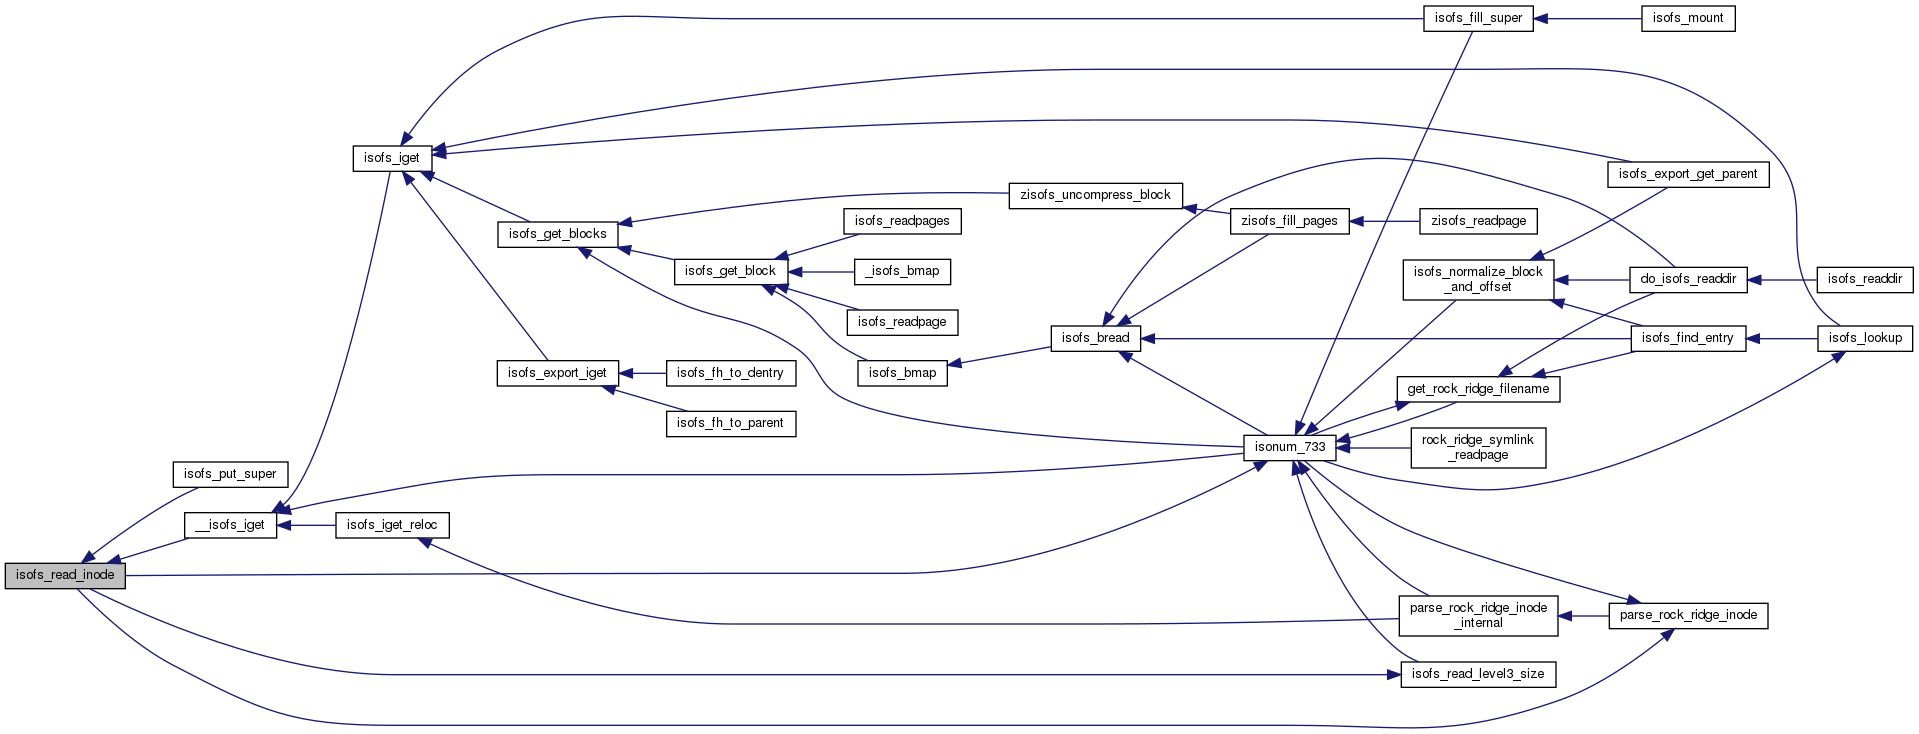 isofs_fill_super
isofs_mount
isofs_iget
isofs_export_get_parent
zisofs_uncompress_block
isofs_readpages
zisofs_fill_pages
zisofs_readpage
isofs_get_blocks
isofs_get_block
_isofs_bmap
isofs_normalize_block
_and_offset
do_isofs_readdir
isofs_readdir
isofs_readpage
isofs_bread
isofs_find_entry
isofs_lookup
isofs_export_iget
isofs_fh_to_dentry
isofs_bmap
get_rock_ridge_filename
isofs_fh_to_parent
isonum_733
rock_ridge_symlink
_readpage
isofs_put_super
__isofs_iget
isofs_iget_reloc
isofs_read_inode
parse_rock_ridge_inode
_internal
parse_rock_ridge_inode
isofs_read_level3_size